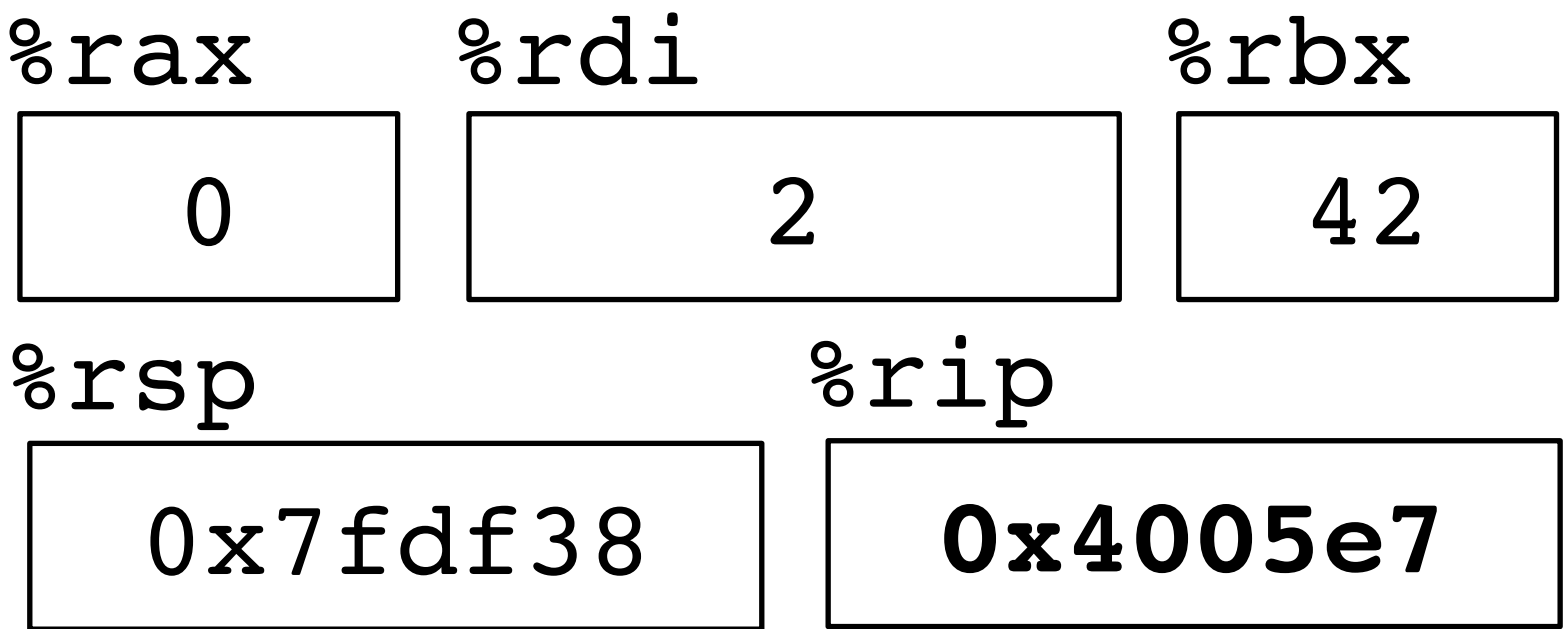 %rax %rdi %rbx
0 2 42
%rsp %rip
0x7fdf38 0x4005e7